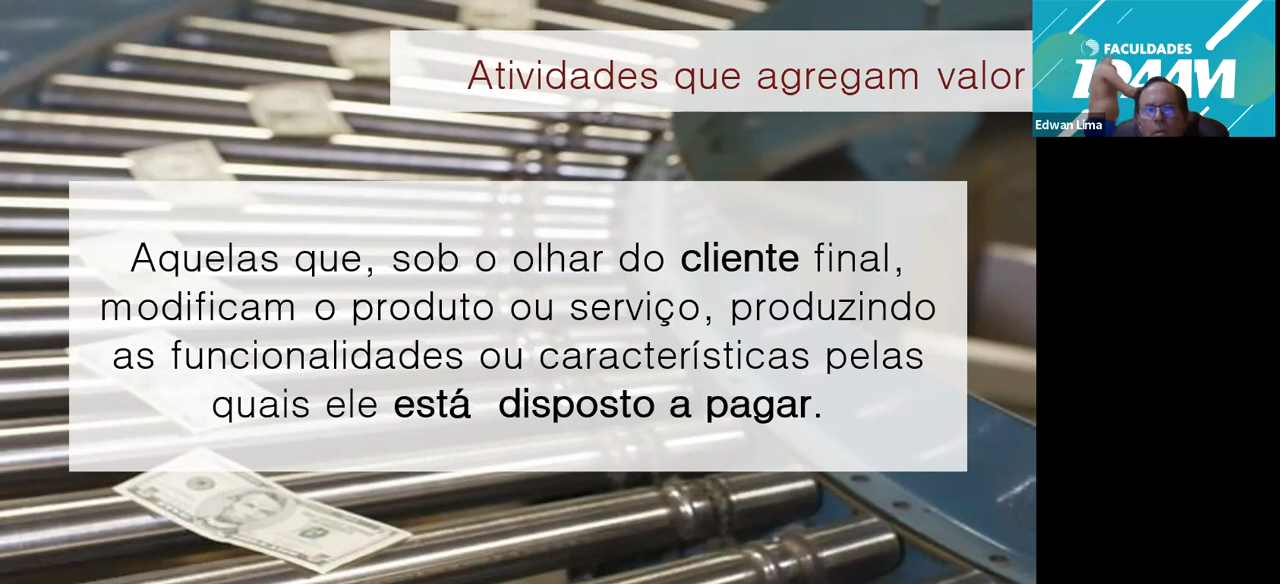 Atividades que agregam valor
FACULDADES
IDAAM
Edwan Lima
Aquelas que, sob o olhar do cliente final,
modificam o produto ou serviço, produzindo
as funcionalidades ou características pelas
quais ele está disposto a pagar.